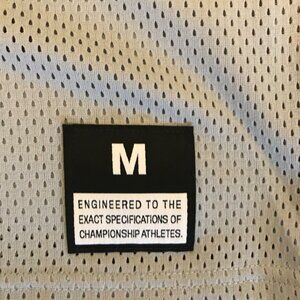 M
ENGINEERED TO THE
EXACT SPECIFICATIONS OF
CHAMPIONSHIP ATHLETES.